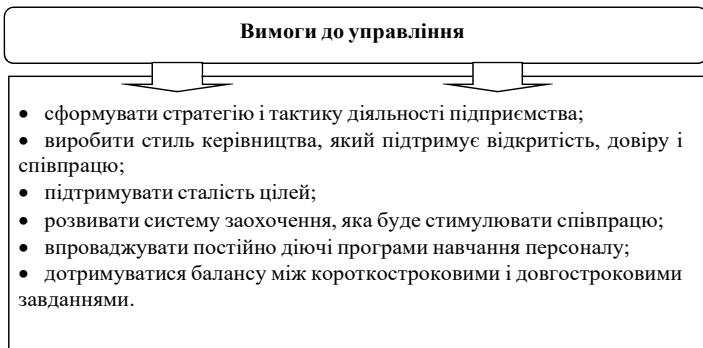 Вимоги до управління
• сформувати стратегію і тактику діяльності підприємства;
• виробити стиль керівництва, який підтримує відкритість, довіру і
співпрацю;
• підтримувати сталість цілей;
• розвивати систему заохочення, яка буде стимулювати співпрацю;
• впроваджувати постійно діючі програми навчання персоналу;
• дотримуватися балансу між короткостроковими і довгостроковими
завданнями.